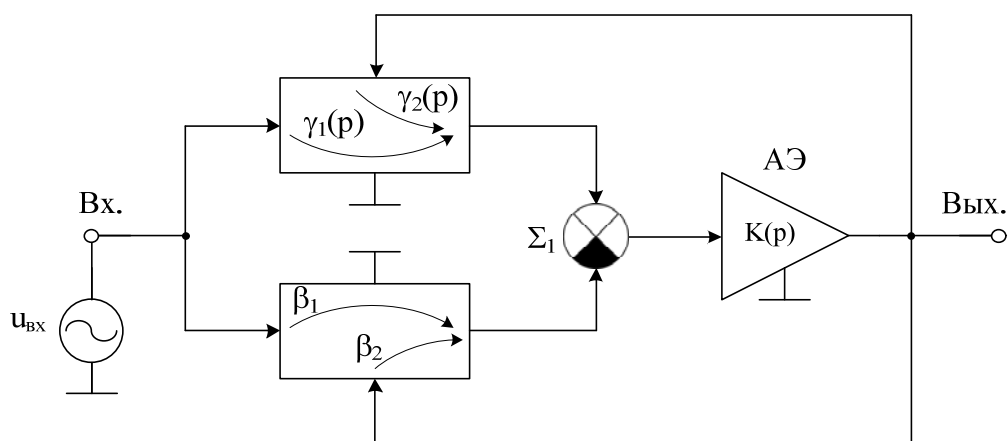 γ₂(p)
γ₁(p)
АЭ
Вх.
Вых.
Σ₁
K(p)
β₁
uвх
β₂